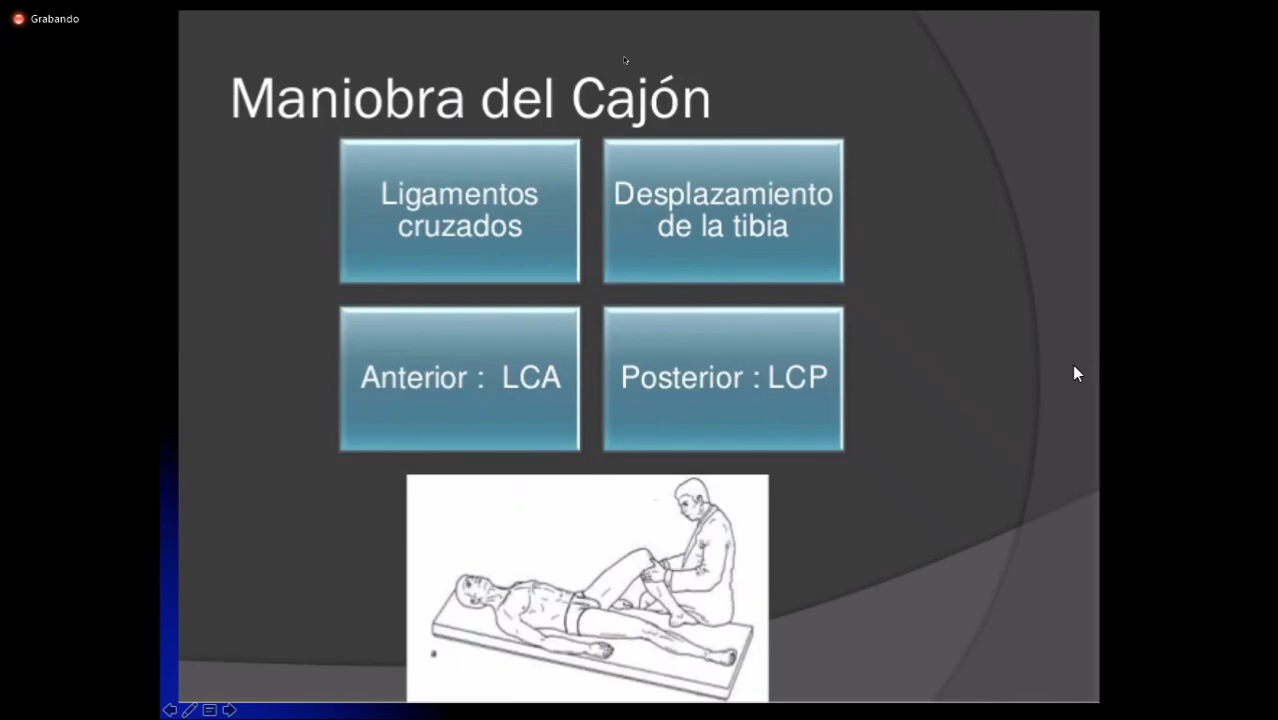 Grabando
Maniobra del Cajón
Ligamentos
cruzados
Desplazamiento
de la tibia
Anterior :  LCA
Posterior : LCP
a